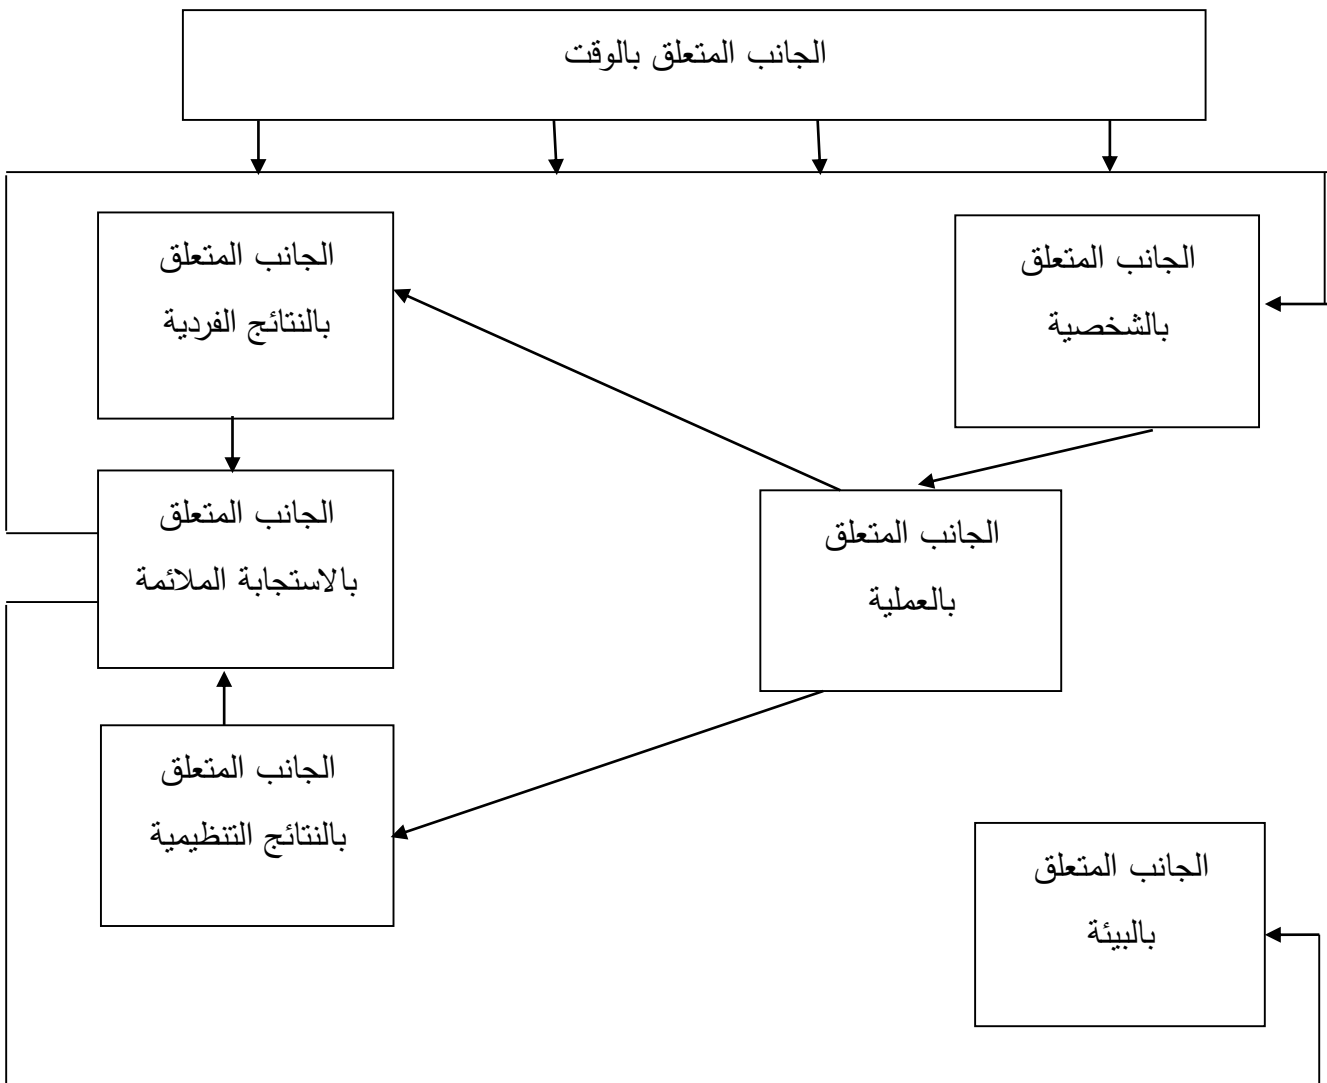 الجانب المتعلق بالوقت
الجانب المتعلق
بالشخصية
الجانب المتعلق
بالنتائج الفردية
الجانب المتعلق
بالعملية
الجانب المتعلق
بالاستجابة الملائمة
الجانب المتعلق
بالنتائج التنظيمية
الجانب المتعلق
بالبيئة